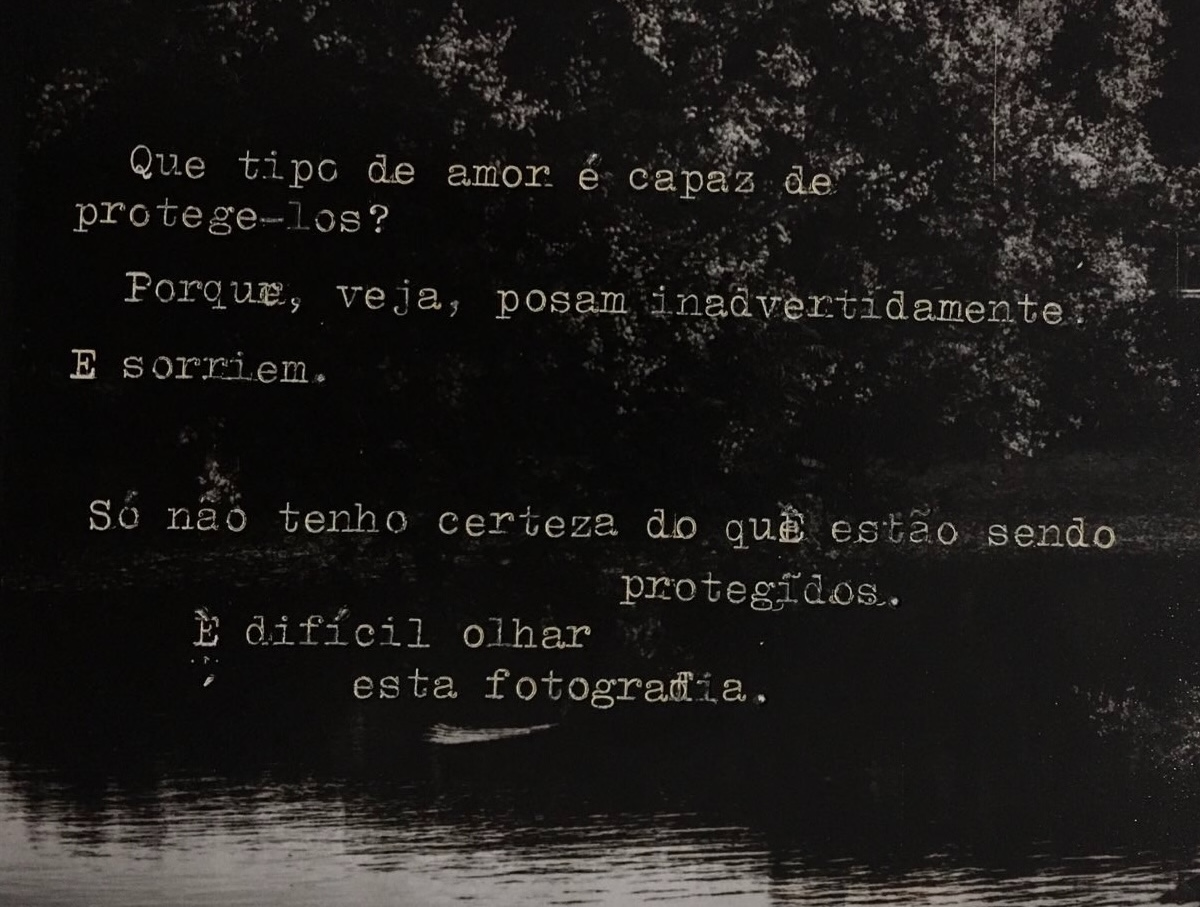 Que tipo de amor é capaz de
protege-los?
Porque, veja, posam inadvertidamente.
E sorriem.
Só não tenho certeza do quê estão sendo
protegidos.
É difícil olhar
esta fotografia.